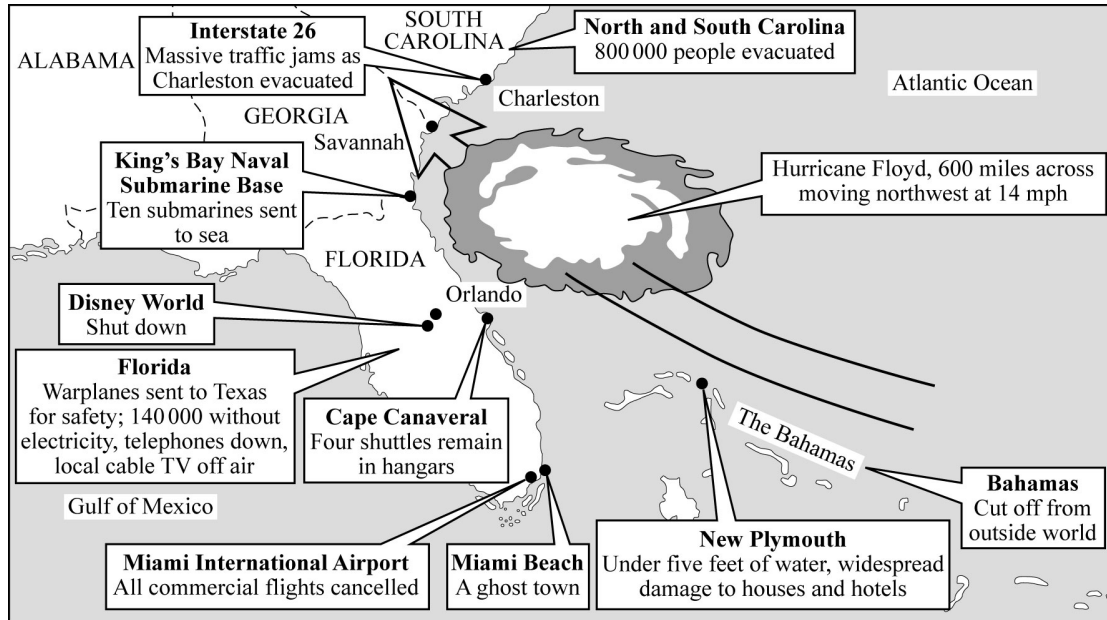 SOUTH
CAROLINA
ALABAMA
Interstate 26
Massive traffic jams as
Charleston evacuated
North and South Carolina
800 000 people evacuated
Atlantic Ocean
Charleston
GEORGIA
Savannah
King's Bay Naval
Submarine Base
Ten submarines sent
to sea
Hurricane Floyd, 600 miles across
moving northwest at 14 mph
FLORIDA
Orlando
Disney World
Shut down
Florida
Warplanes sent to Texas
for safety; 140 000 without
electricity, telephones down,
local cable TV off air
Cape Canaveral
Four shuttles remain
in hangars
The Bahamas
Bahamas
Cut off from
outside world
Gulf of Mexico
Miami International Airport
All commercial flights cancelled
Miami Beach
A ghost town
New Plymouth
Under five feet of water, widespread
damage to houses and hotels